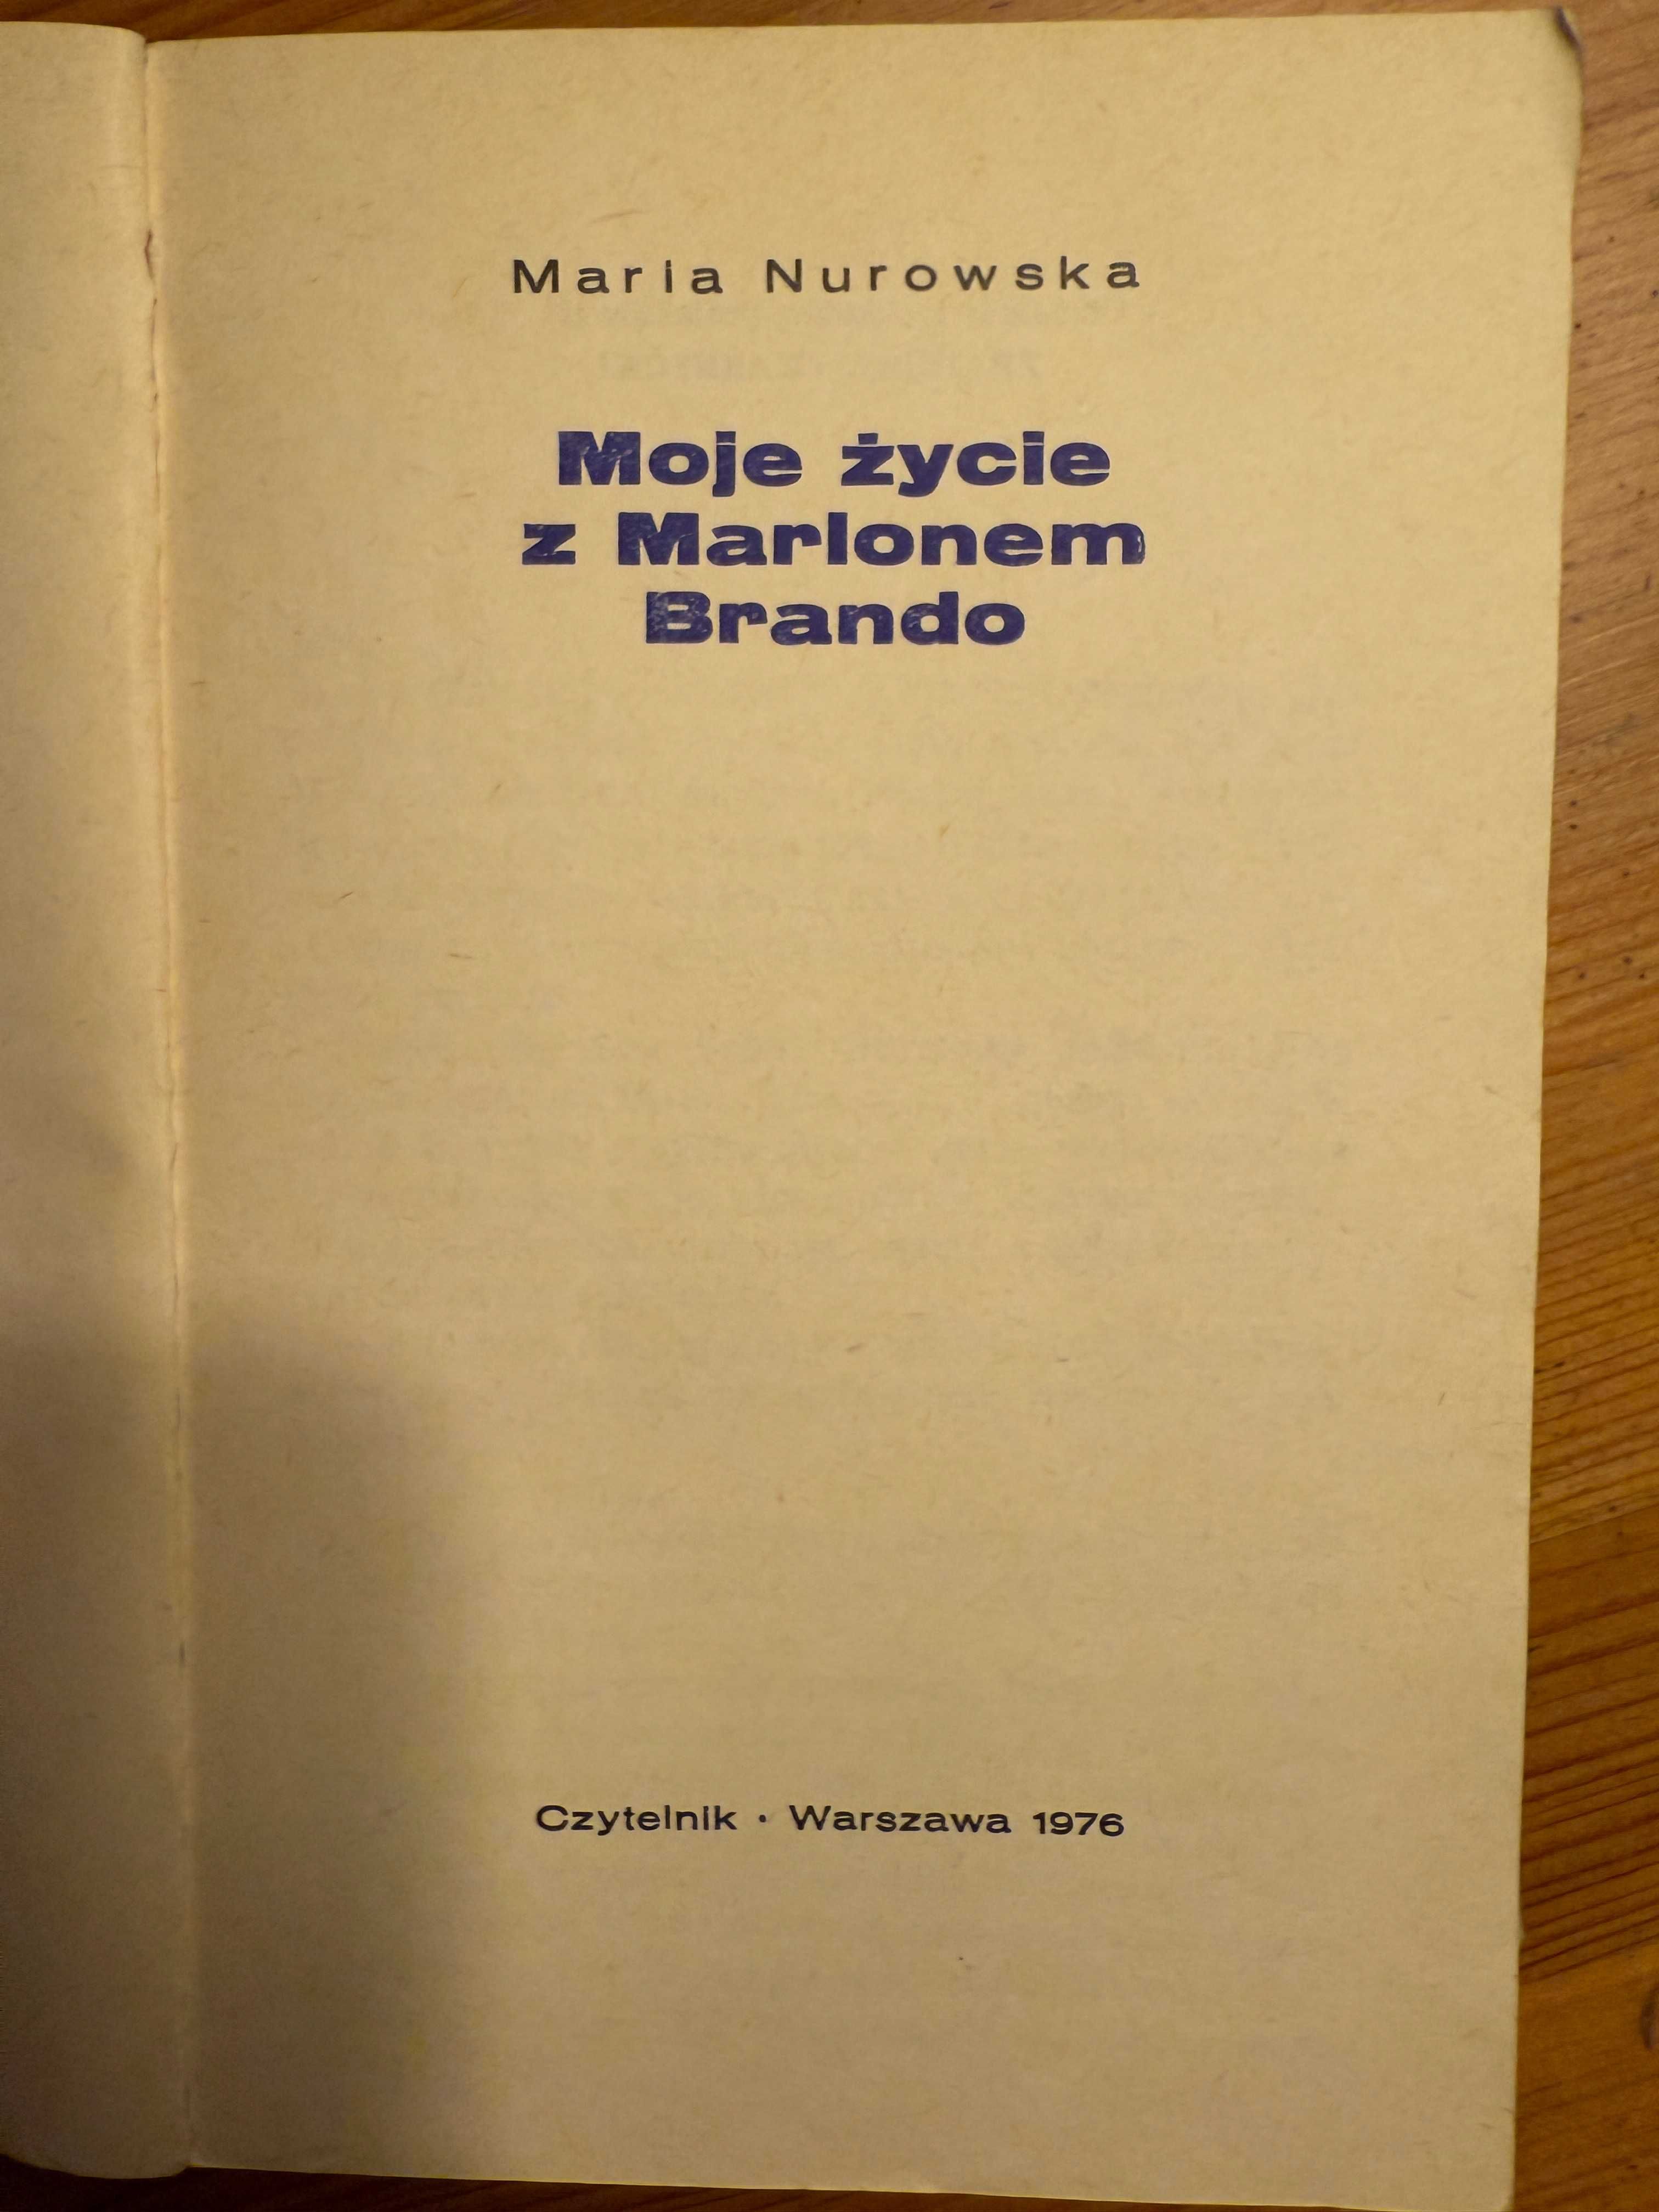 Maria Nurowska
Moje życie
z Marlonem
Brando
Czytelnik • Warszawa 1976